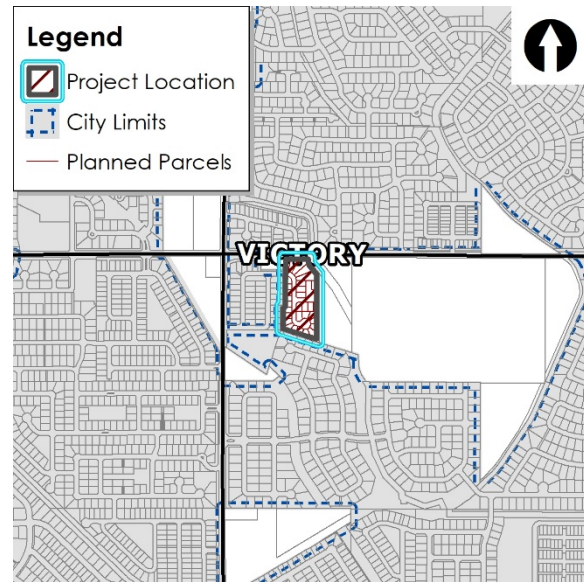 Legend
Project Location
City Limits
Planned Parcels
VICTORY